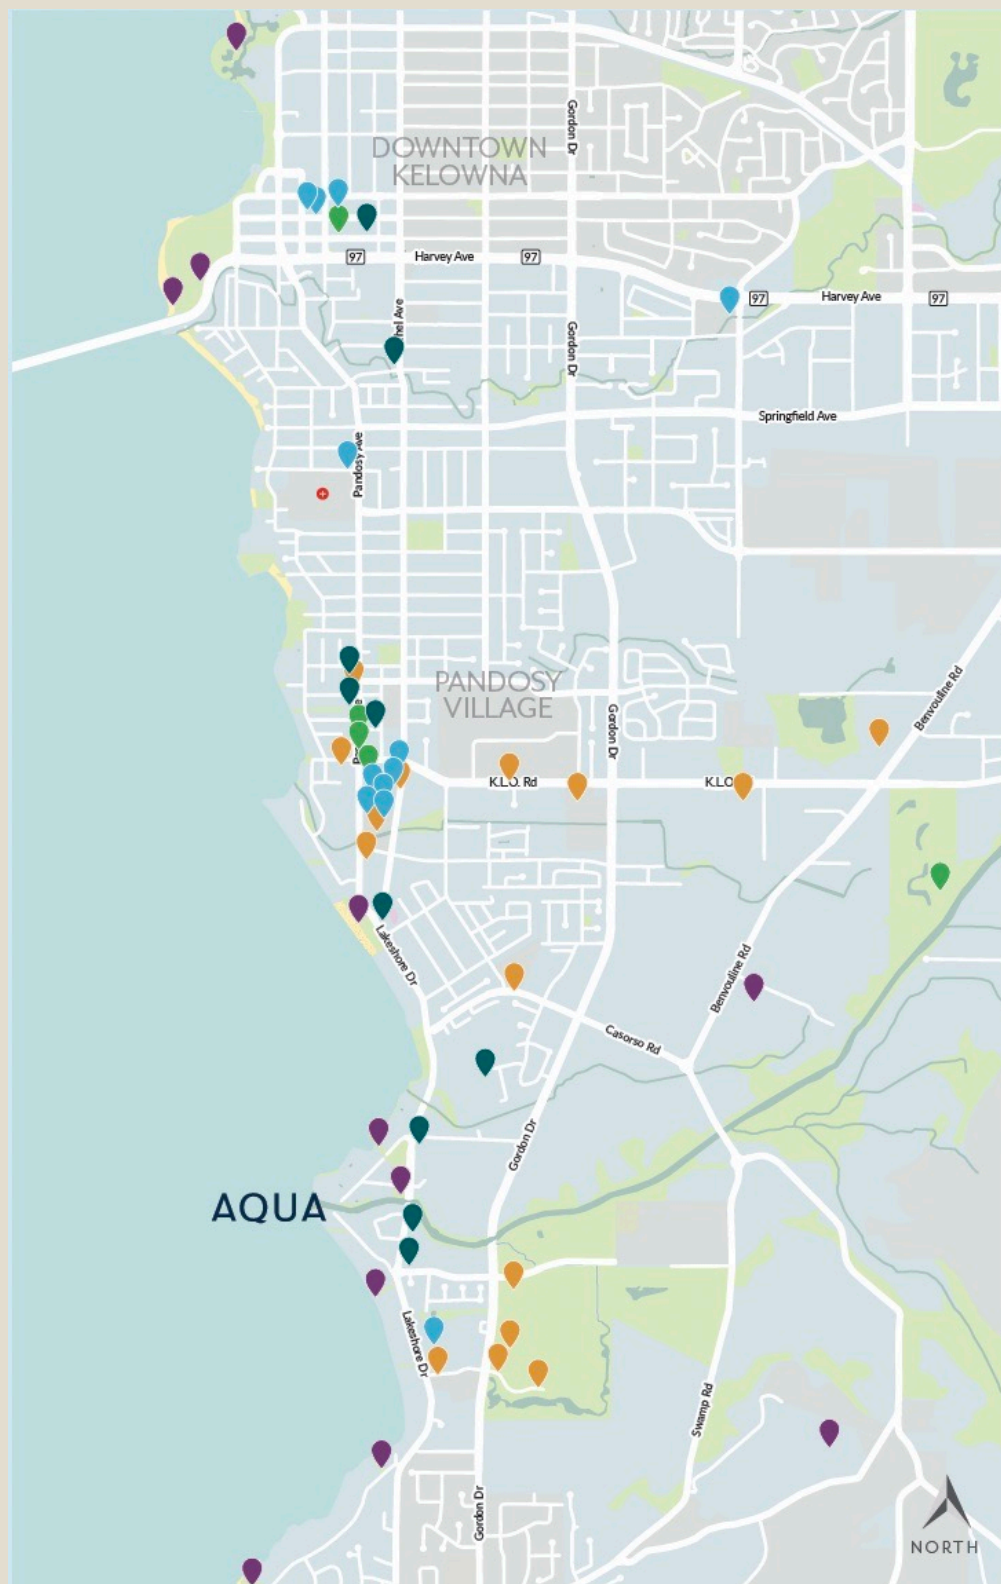 DOWNTOWN
KELOWNA
Gordon Dr
97
Harvey Ave
97
97
Harvey Ave
97
Gordon Dr
Springfield Ave
Pandosy Ave
PANDOSY
VILLAGE
Benvouline Rd
Gordon Dr
K.L.O. Rd
K.L.O
Lakeshore Dr
Benvouline Rd
Casorso Rd
Gordon Dr
AQUA
Lakeshore Dr
Swamp Rd
Gordon Dr
NORTH